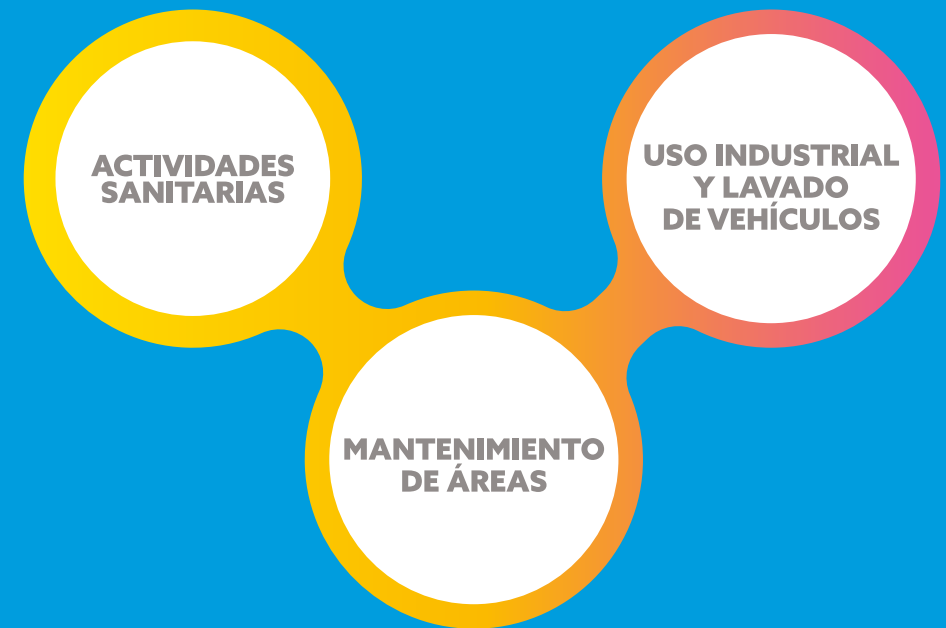 ACTIVIDADES
SANITARIAS
USO INDUSTRIAL
Y LAVADO
DE VEHÍCULOS
MANTENIMIENTO
DE ÁREAS